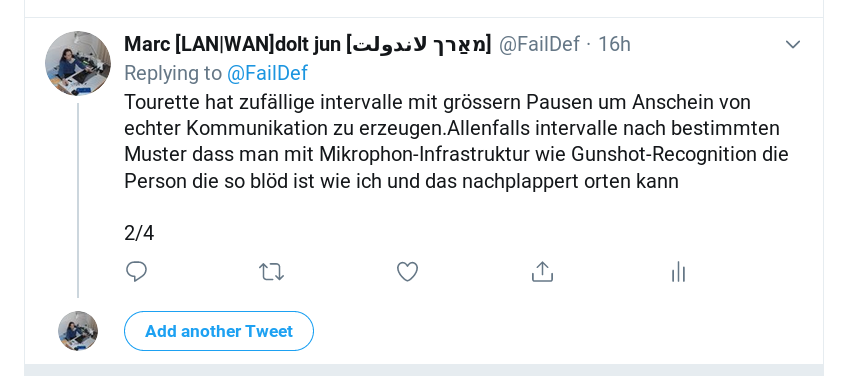 Marc [LAN|WAN]dolt jun [מאַרך لاندولت] @FailDef · 16h
Replying to @FailDef
Tourette hat zufällige intervalle mit grössern Pausen um Anschein von
echter Kommunikation zu erzeugen.Allenfalls intervalle nach bestimmten
Muster dass man mit Mikrophon-Infrastruktur wie Gunshot-Recognition die
Person die so blöd ist wie ich und das nachplappert orten kann
2/4
Add another Tweet